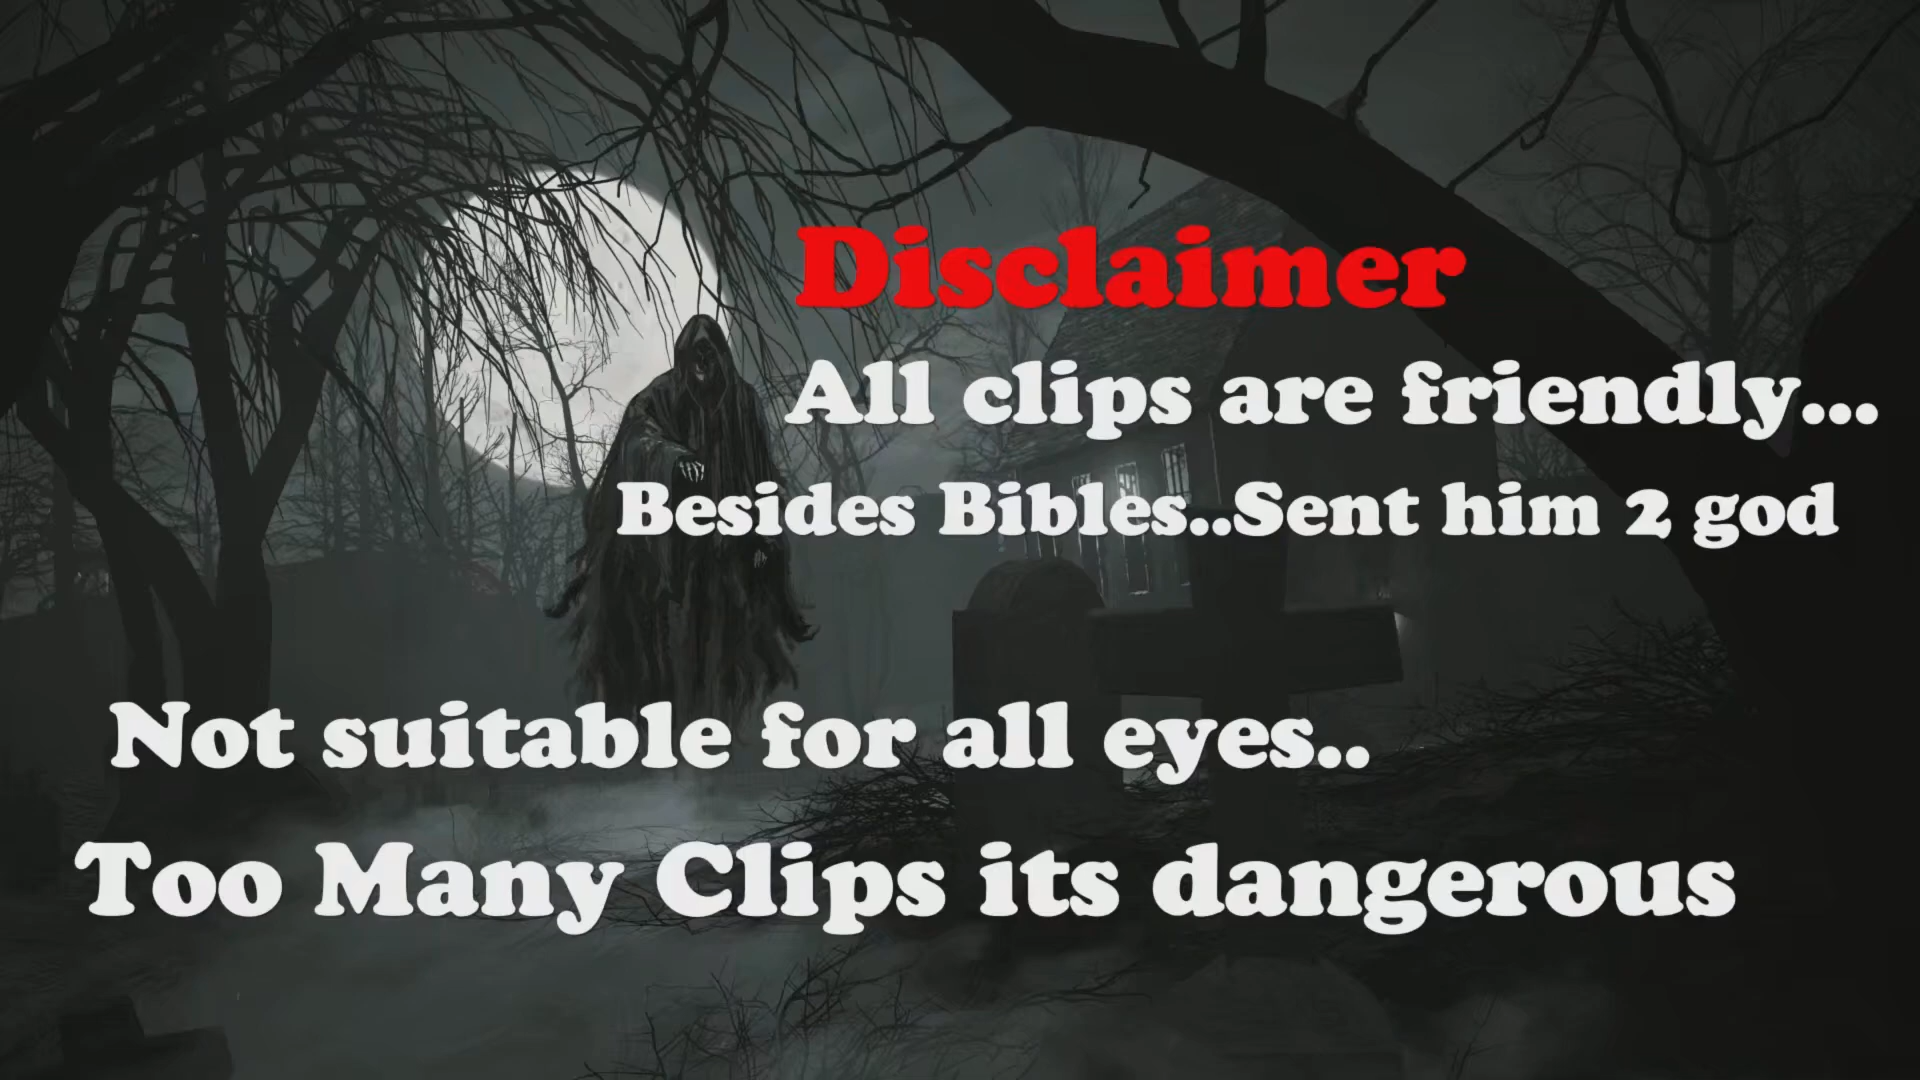 Disclaimer
All clips are friendly...
Besides Bibles..Sent him 2 god
Not suitable for all eyes..
Too Many Clips its dangerous